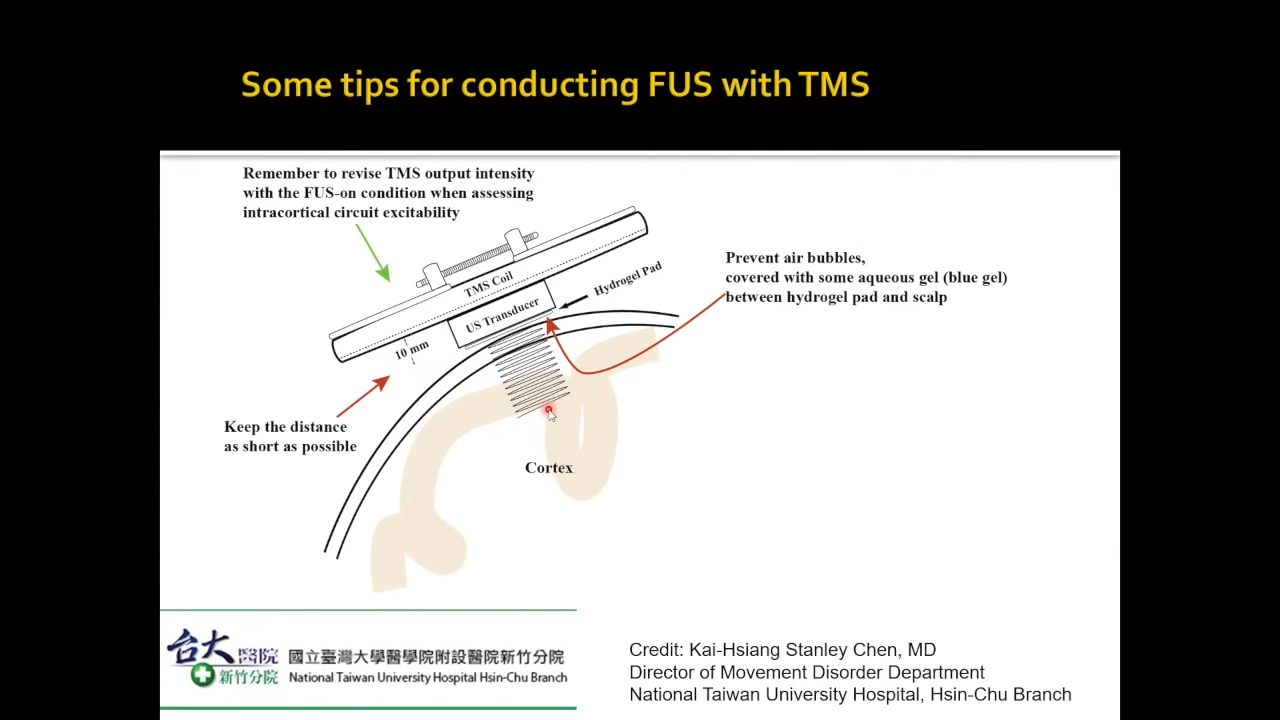 Some tips for conducting FUS with TMS
Remember to revise TMS output intensity
with the FUS-on condition when assessing
intracortical circuit excitability
TMS Coil
US Transducer
Hydrogel Pad
10 mm
Prevent air bubbles,
covered with some aqueous gel (blue gel)
between hydrogel pad and scalp
Keep the distance
as short as possible
Cortex
台大醫院
新竹分院
國立臺灣大學醫學院附設醫院新竹分院
National Taiwan University Hospital Hsin-Chu Branch
Credit: Kai-Hsiang Stanley Chen, MD
Director of Movement Disorder Department
National Taiwan University Hospital, Hsin-Chu Branch